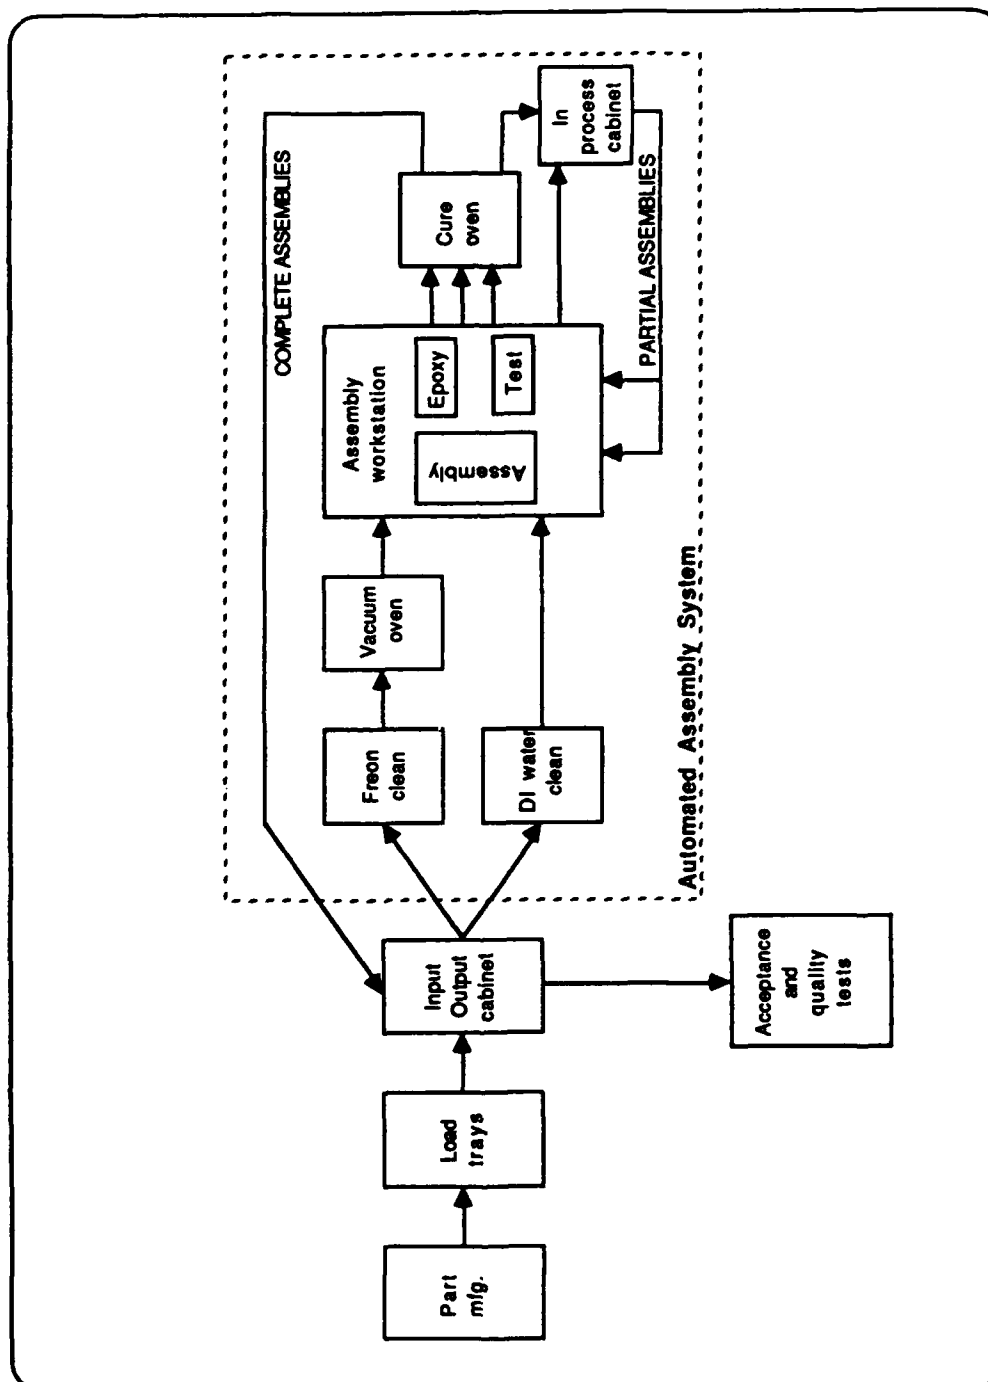 Part
mfg.
Load
trays
Input
Output
cabinet
Acceptance
and
quality
tests
Freon
clean
DI water
clean
Vacuum
oven
Assembly
workstation
Assembly
Epoxy
Test
Cure
oven
In
process
cabinet
COMPLETE ASSEMBLIES
PARTIAL ASSEMBLIES
Automated Assembly System